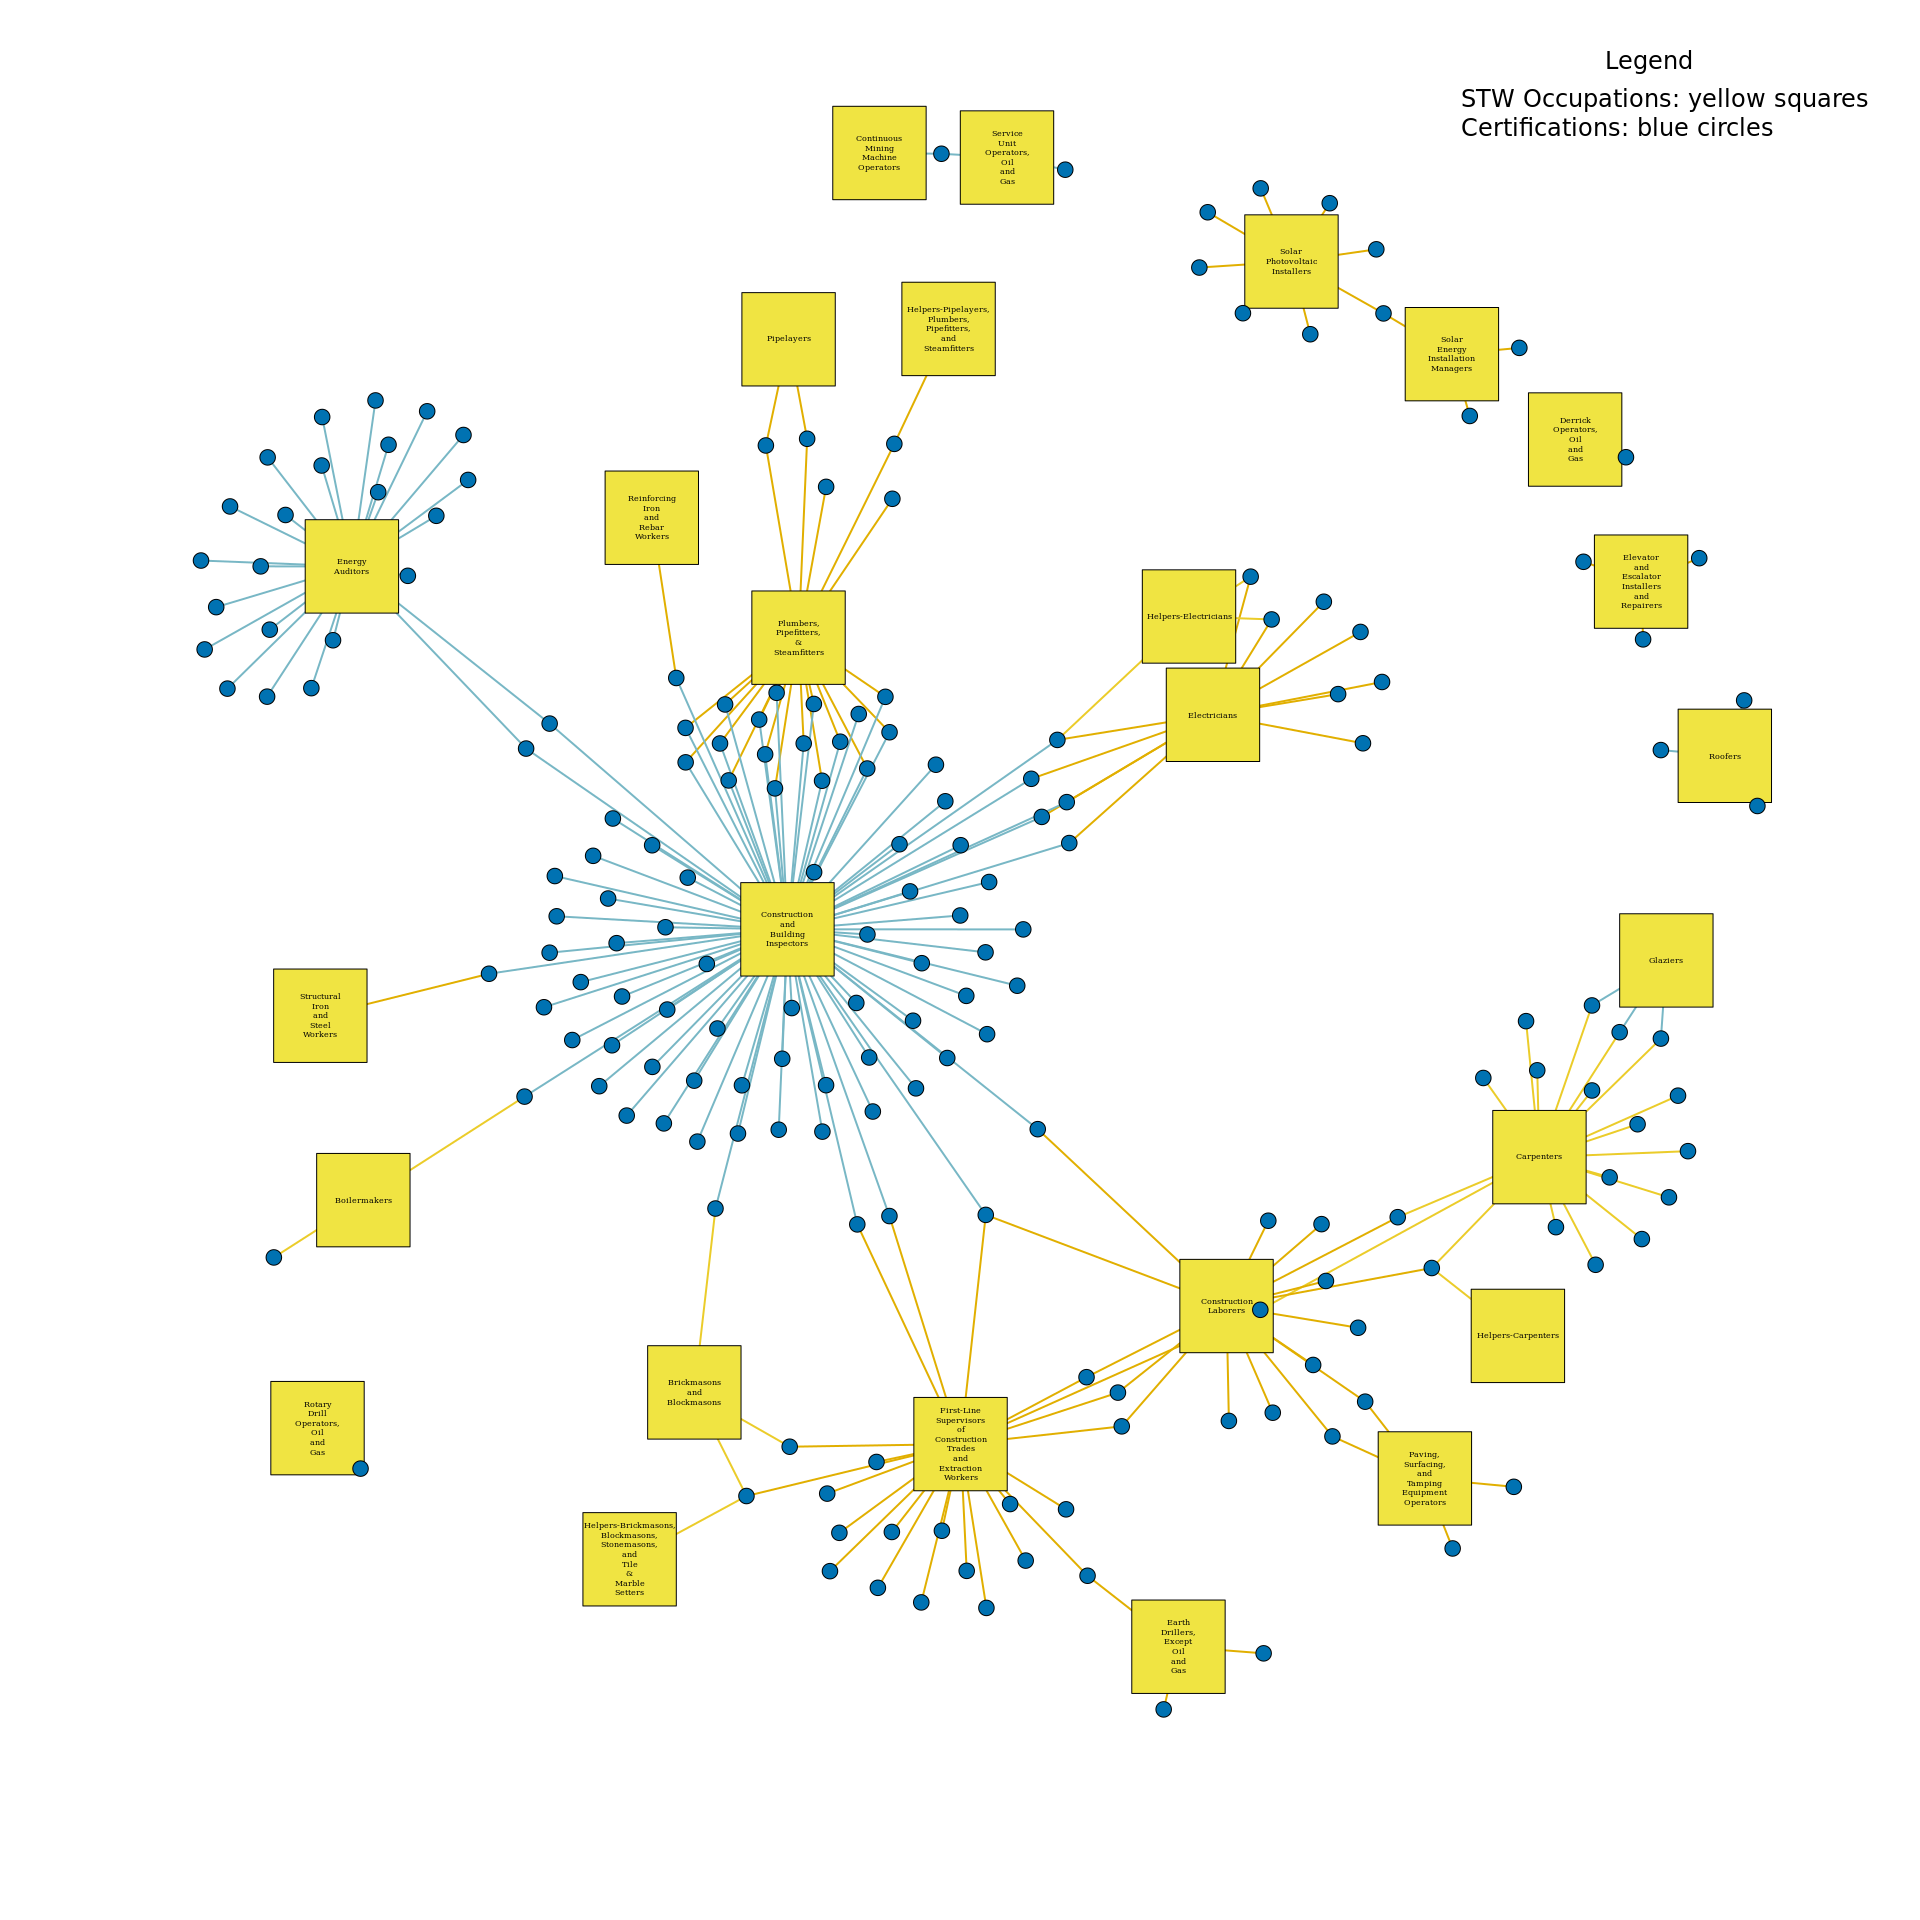 Legend
STW Occupations: yellow squares
Certifications: blue circles
Continuous
Mining
Machine
Operators
Service
Unit
Operators,
Oil
and
Gas
Solar
Photovoltaic
Installers
Pipelayers
Helpers-Pipelayers,
Plumbers,
Pipefitters,
and
Steamfitters
Solar
Energy
Installation
Managers
Derrick
Operators,
Oil
and
Gas
Reinforcing
Iron
and
Rebar
Workers
Energy
Auditors
Plumbers,
Pipefitters,
&
Steamfitters
Helpers-Electricians
Elevator
and
Escalator
Installers
and
Repairers
Electricians
Roofers
Construction
and
Building
Inspectors
Glaziers
Structural
Iron
and
Steel
Workers
Carpenters
Boilermakers
Construction
Laborers
Helpers-Carpenters
Brickmasons
and
Blockmasons
Rotary
Drill
Operators,
Oil
and
Gas
First-Line
Supervisors
of
Construction
Trades
and
Extraction
Workers
Paving,
Surfacing,
and
Tamping
Equipment
Operators
Helpers-Brickmasons,
Blockmasons,
Stonemasons,
and
Tile
&
Marble
Setters
Earth
Drillers,
Except
Oil
and
Gas